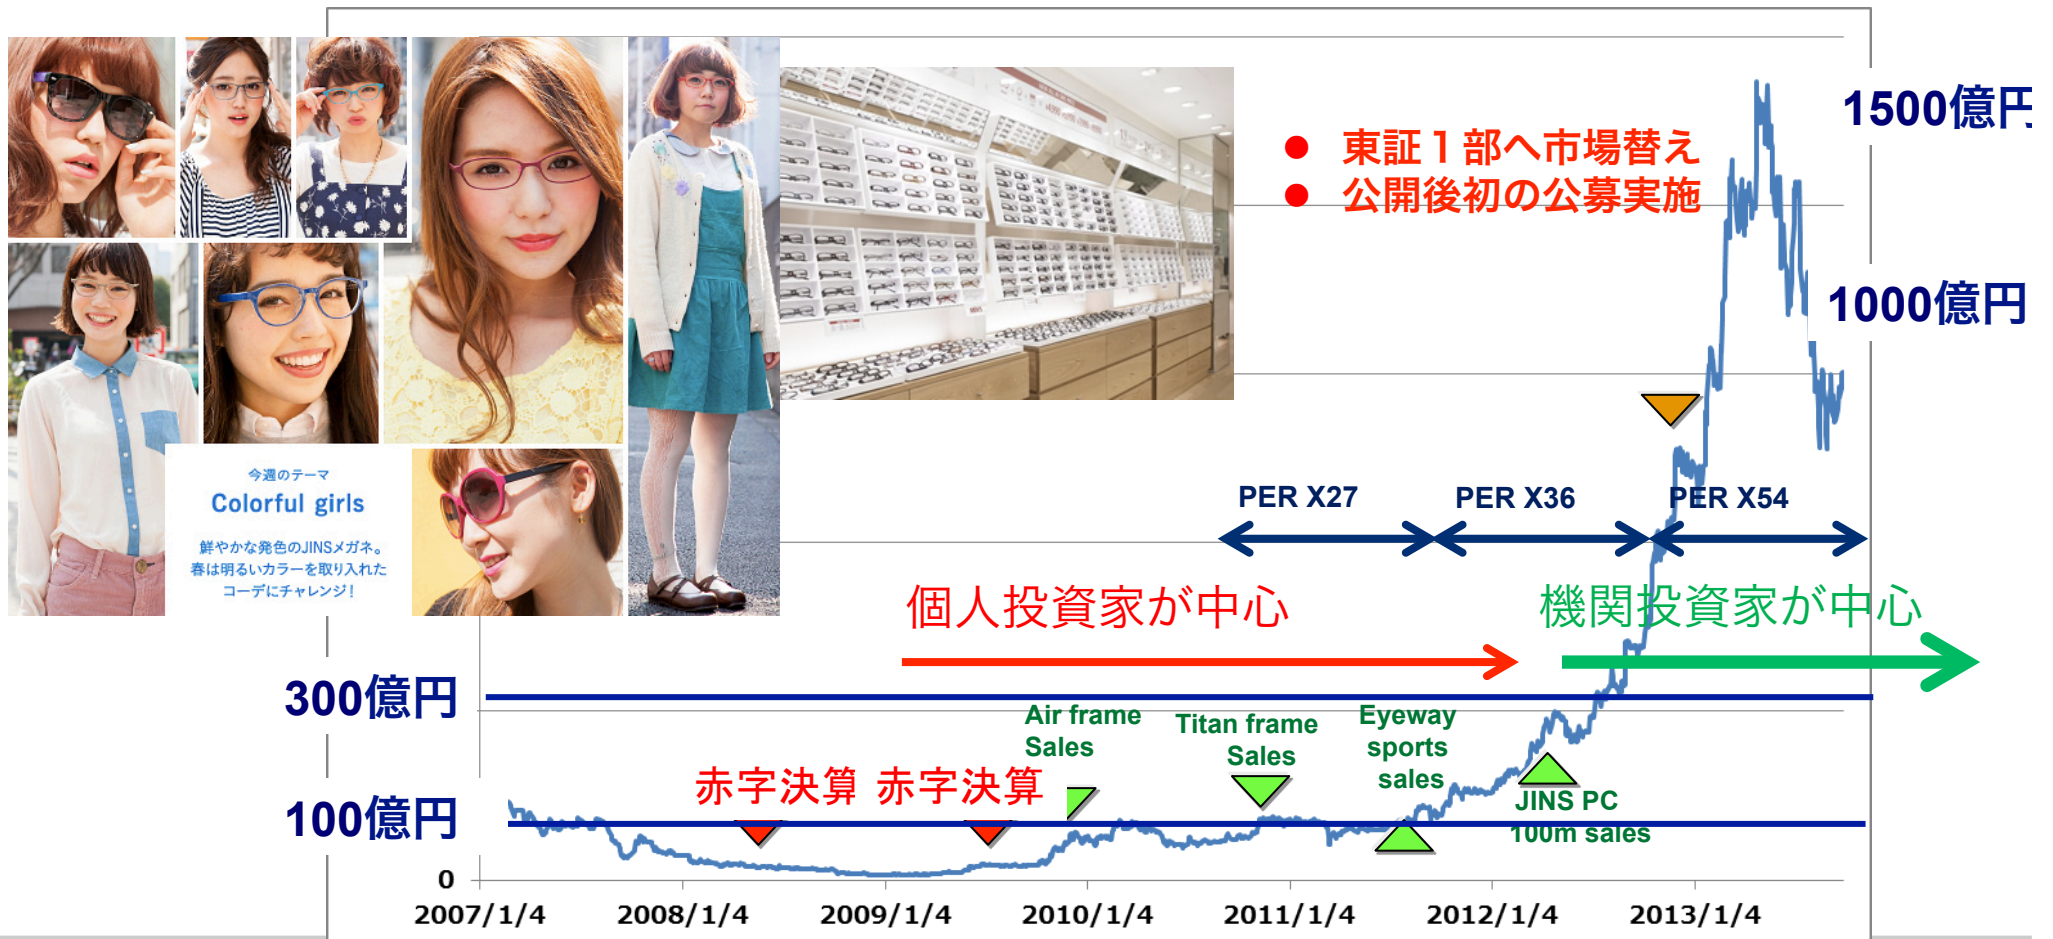 1500億円
● 東証１部へ市場替え
● 公開後初の公募実施
1000億円
今週のテーマ
Colorful girls
鮮やかな発色のJINSメガネ。
春は明るいカラーを取り入れた
コーデにチャレンジ！
PER X27
PER X36
PER X54
個人投資家が中心
機関投資家が中心
300億円
Air frame
Sales
Titan frame
Sales
Eyeway
sports
sales
赤字決算
赤字決算
JINS PC
100m sales
100億円
0
2007/1/4
2008/1/4
2009/1/4
2010/1/4
2011/1/4
2012/1/4
2013/1/4